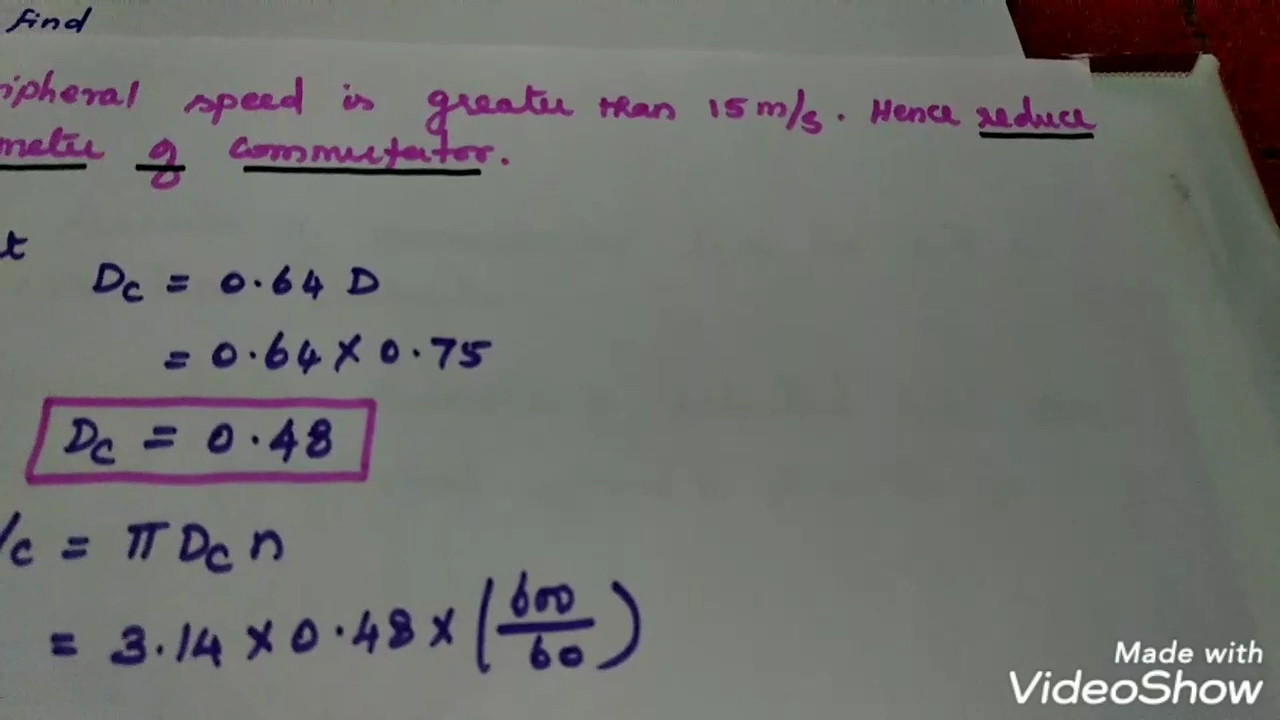 find
ipheral speed is greater than 15 m/s. Hence reduce
meter of commutator.
t
Dc = 0.64 D
= 0.64 × 0.75
Dc = 0.48
Vc = π Dc n
= 3.14 × 0.48 × (600/60)
Made with
VideoShow